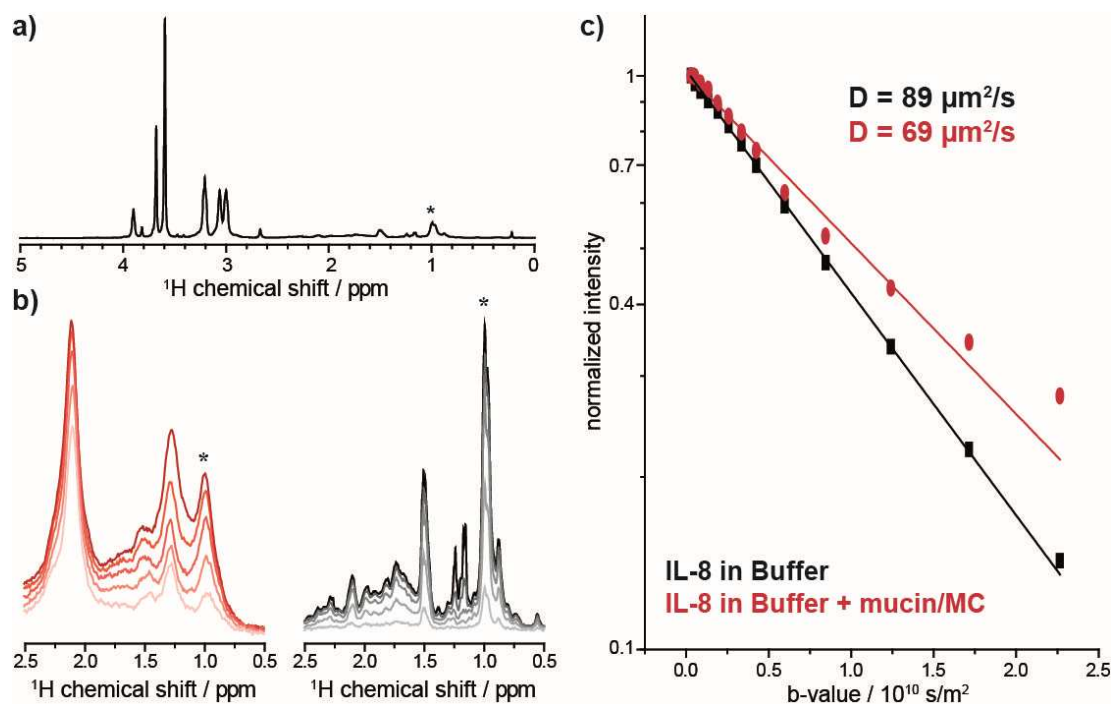 a)
*
5 4 3 2 1 0
¹H chemical shift / ppm
b)
*
2.5 2.0 1.5 1.0 0.5
¹H chemical shift / ppm
*
2.5 2.0 1.5 1.0 0.5
¹H chemical shift / ppm
c)
normalized intensity
1
0.7
0.4
0.1
D = 89 µm²/s
D = 69 µm²/s
IL-8 in Buffer
IL-8 in Buffer + mucin/MC
0.0 0.5 1.0 1.5 2.0 2.5
b-value / 10¹⁰ s/m²